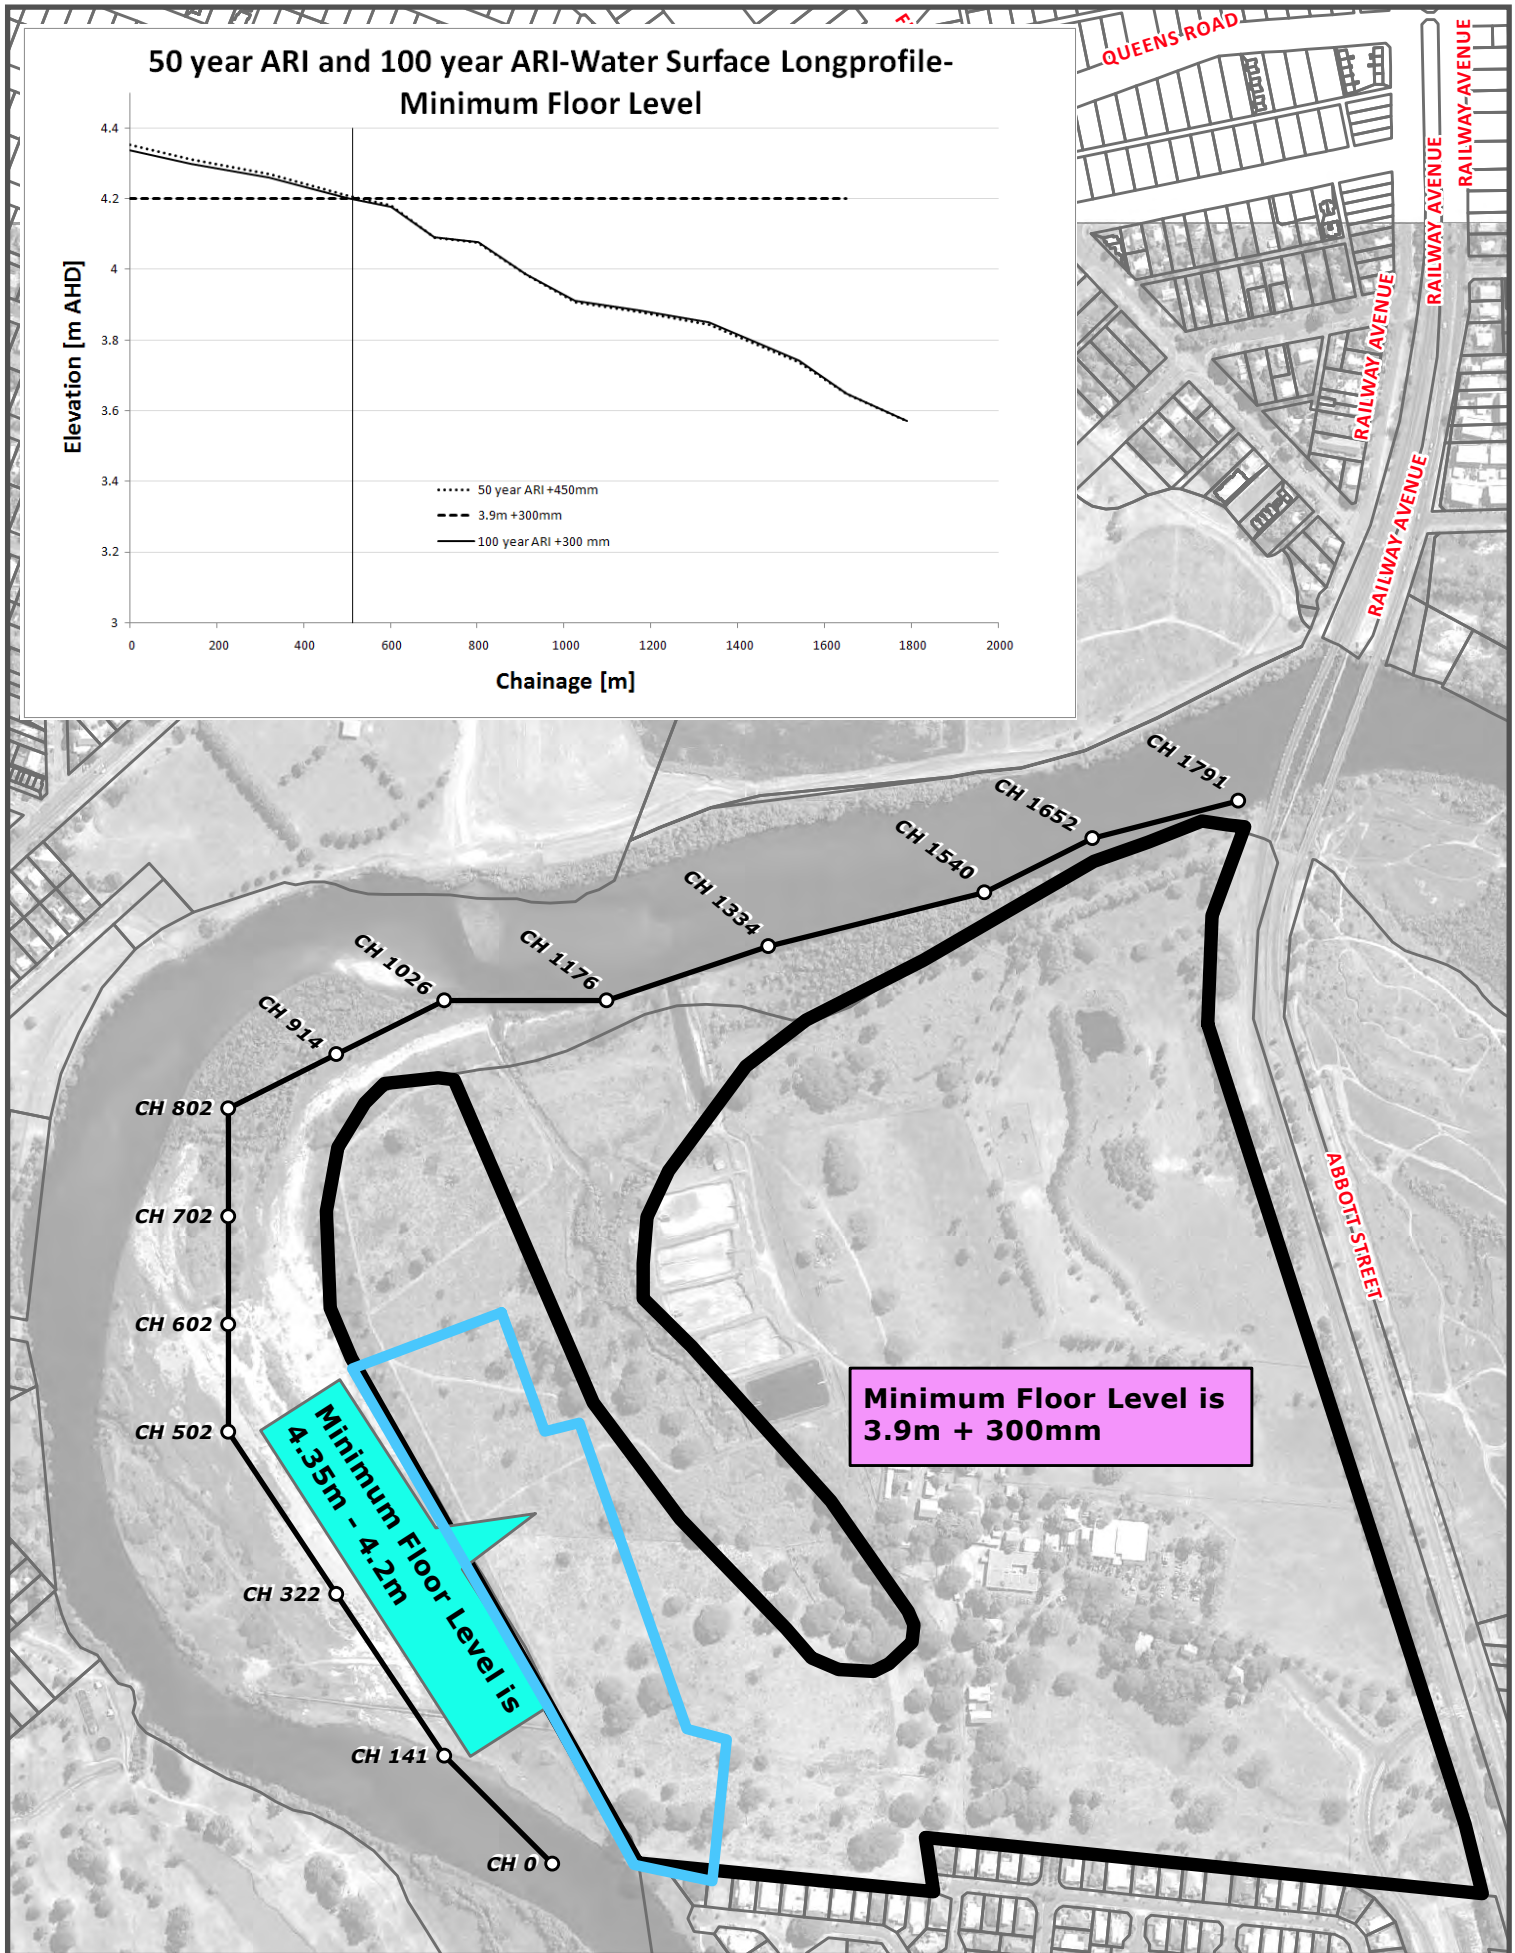 50 year ARI and 100 year ARI-Water Surface Longprofile-
Minimum Floor Level
Elevation [m AHD]
4.4
4.2
4
3.8
3.6
3.4
3.2
3
0
200
400
600
800
1000
1200
1400
1600
1800
2000
Chainage [m]
50 year ARI +450mm
3.9m +300mm
100 year ARI +300 mm
QUEENS ROAD
RAILWAY AVENUE
RAILWAY AVENUE
RAILWAY AVENUE
RAILWAY AVENUE
ABBOTT STREET
CH 1791
CH 1652
CH 1540
CH 1334
CH 1176
CH 1026
CH 914
CH 802
CH 702
CH 602
CH 502
CH 322
CH 141
CH 0
Minimum Floor Level is
3.9m + 300mm
Minimum Floor Level is
4.35m - 4.2m